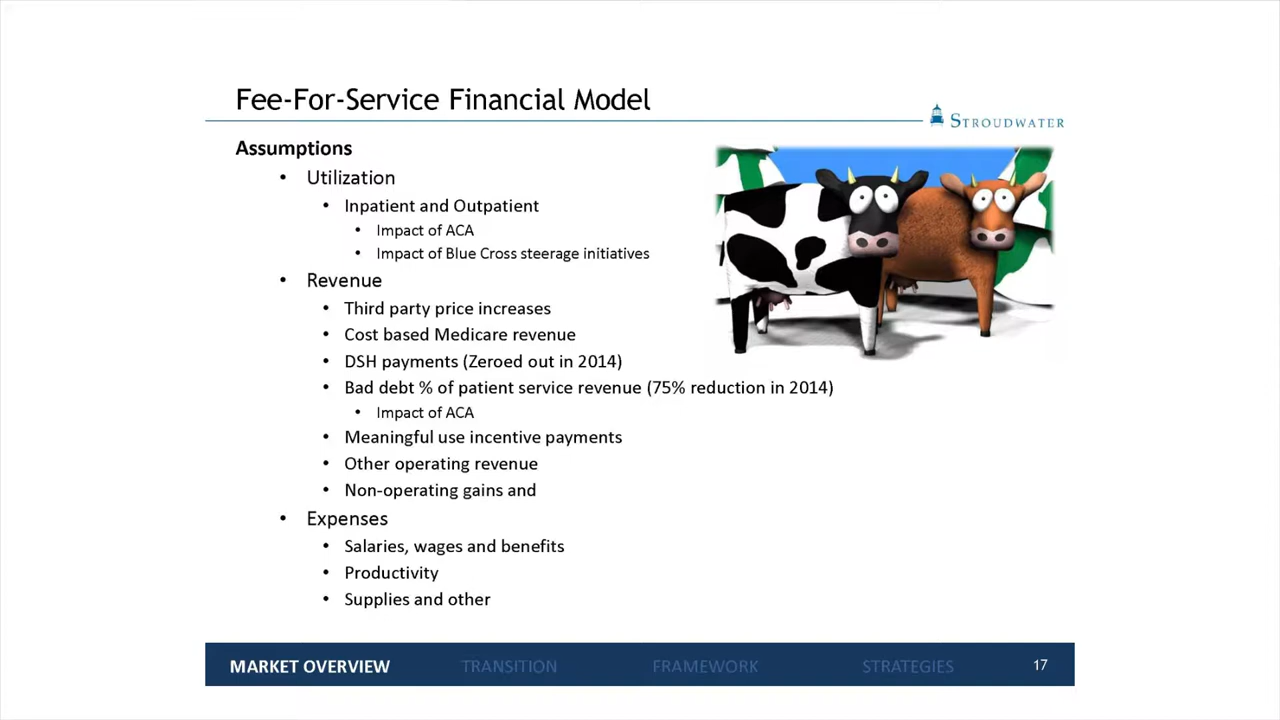 Fee-For-Service Financial Model
STROUDWATER
Assumptions
• Utilization
• Inpatient and Outpatient
• Impact of ACA
• Impact of Blue Cross steerage initiatives
• Revenue
• Third party price increases
• Cost based Medicare revenue
• DSH payments (Zeroed out in 2014)
• Bad debt % of patient service revenue (75% reduction in 2014)
• Impact of ACA
• Meaningful use incentive payments
• Other operating revenue
• Non-operating gains and
• Expenses
• Salaries, wages and benefits
• Productivity
• Supplies and other
MARKET OVERVIEW TRANSITION FRAMEWORK STRATEGIES 17